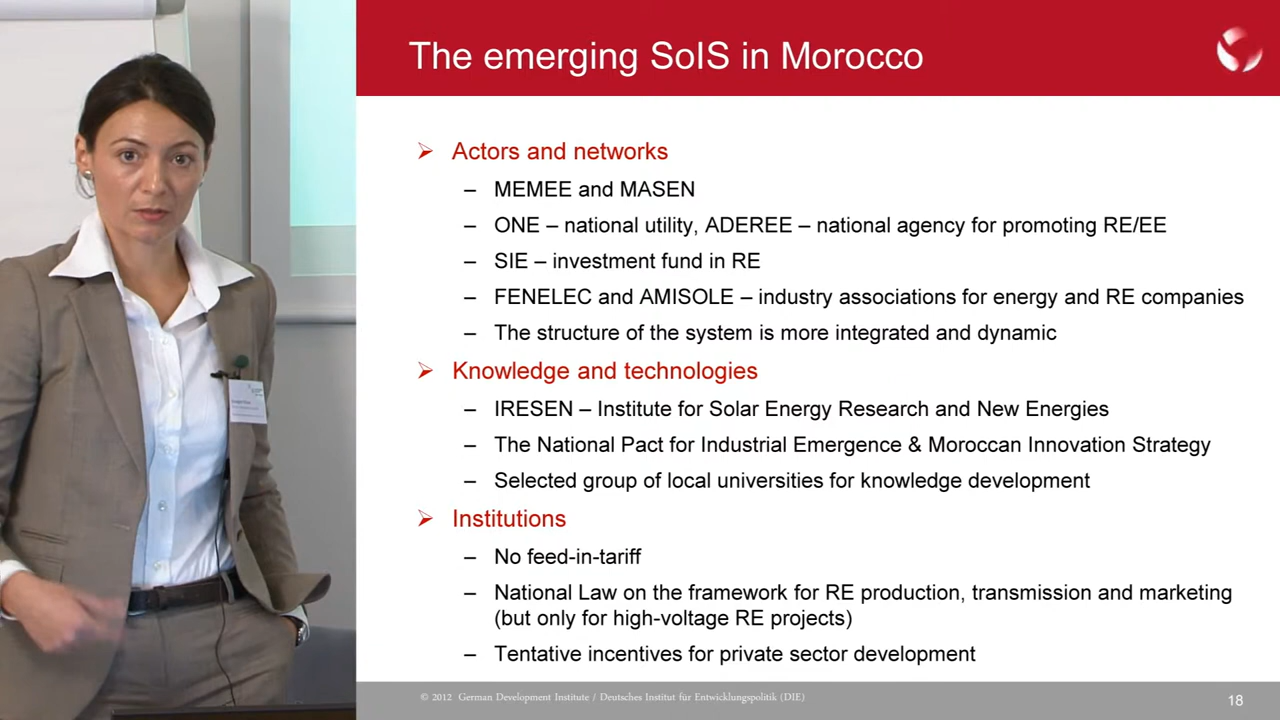 The emerging SoIS in Morocco
➢ Actors and networks
– MEMEE and MASEN
– ONE – national utility, ADEREE – national agency for promoting RE/EE
– SIE – investment fund in RE
– FENELEC and AMISOLE – industry associations for energy and RE companies
– The structure of the system is more integrated and dynamic
➢ Knowledge and technologies
– IRESEN – Institute for Solar Energy Research and New Energies
– The National Pact for Industrial Emergence & Moroccan Innovation Strategy
– Selected group of local universities for knowledge development
➢ Institutions
– No feed-in-tariff
– National Law on the framework for RE production, transmission and marketing
(but only for high-voltage RE projects)
– Tentative incentives for private sector development
© 2012 German Development Institute / Deutsches Institut für Entwicklungspolitik (DIE)
18